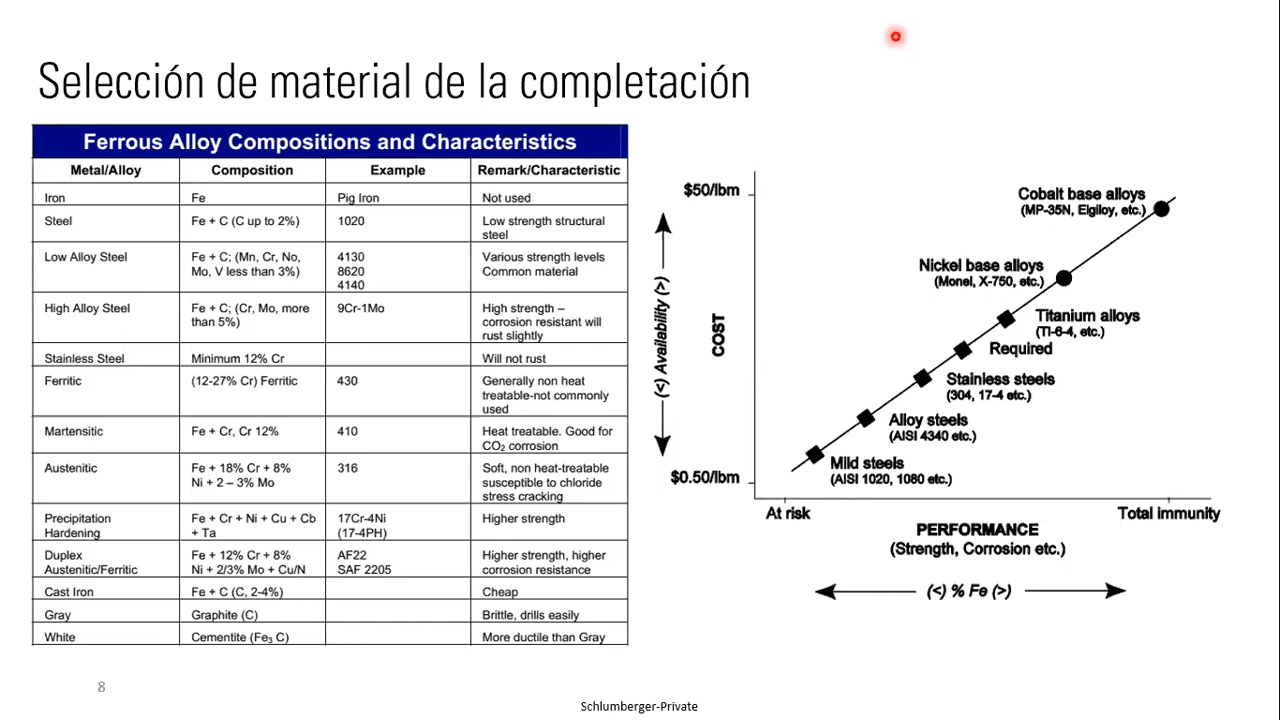 Selección de material de la completación
Ferrous Alloy Compositions and Characteristics
Metal/Alloy Composition Example Remark/Characteristic
Iron Fe Pig Iron Not used
Steel Fe + C (C up to 2%) 1020 Low strength structural
steel
Low Alloy Steel Fe + C; (Mn, Cr, No, 4130 Various strength levels
Mo, V less than 3%) 8620 Common material
4140
High Alloy Steel Fe + C; (Cr, Mo, more 9Cr-1Mo High strength –
than 5%) corrosion resistant will
rust slightly
Stainless Steel Minimum 12% Cr Will not rust
Ferritic (12-27% Cr) Ferritic 430 Generally non heat
treatable-not commonly
used
Martensitic Fe + Cr, Cr 12% 410 Heat treatable. Good for
CO₂ corrosion
Austenitic Fe + 18% Cr + 8% 316 Soft, non heat-treatable
Ni + 2 – 3% Mo susceptible to chloride
stress cracking
Precipitation Fe + Cr + Ni + Cu + Cb 17Cr-4Ni Higher strength
Hardening + Ta (17-4PH)
Duplex Fe + 12% Cr + 8% AF22 Higher strength, higher
Austenitic/Ferritic Ni + 2/3% Mo + Cu/N SAF 2205 corrosion resistance
Cast Iron Fe + C (C, 2-4%) Cheap
Gray Graphite (C) Brittle, drills easily
White Cementite (Fe₃ C) More ductile than Gray
$50/lbm
(<) Availability (>)
COST
$0.50/lbm
Cobalt base alloys
(MP-35N, Elgiloy, etc.)
Nickel base alloys
(Monel, X-750, etc.)
Titanium alloys
(TI-6-4, etc.)
Required
Stainless steels
(304, 17-4 etc.)
Alloy steels
(AISI 4340 etc.)
Mild steels
(AISI 1020, 1080 etc.)
At risk Total immunity
PERFORMANCE
(Strength, Corrosion etc.)
(<) % Fe (>)
8
Schlumberger-Private